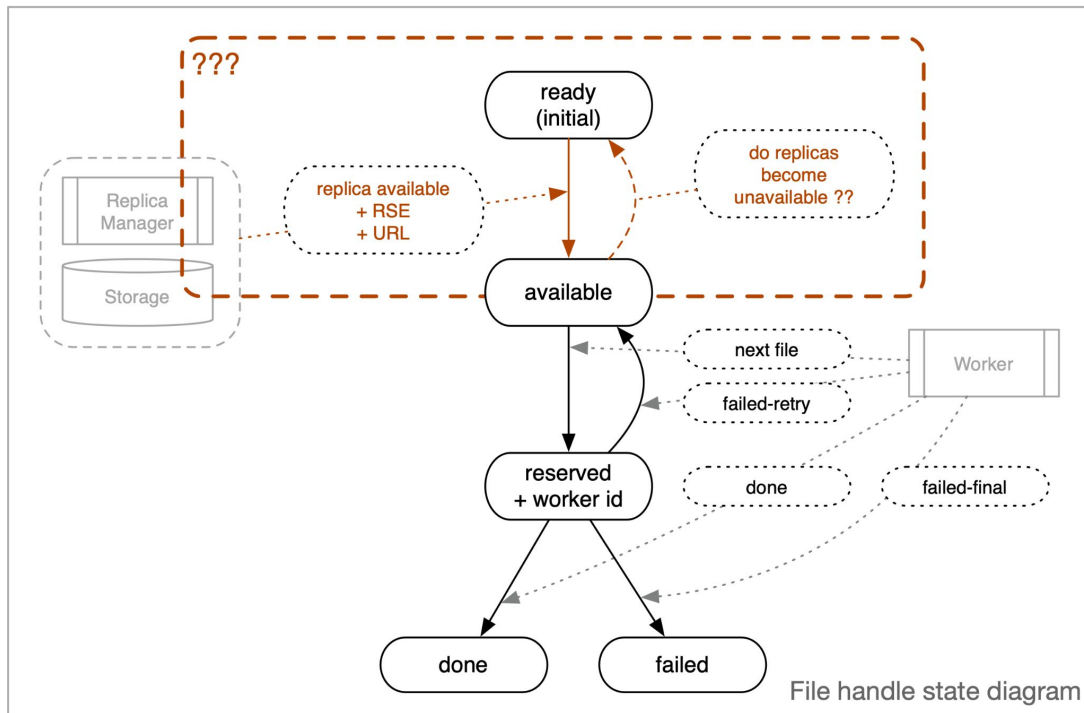 ???
ready
(initial)
do replicas
become
unavailable ??
replica available
+ RSE
+ URL
Replica
Manager
Storage
available
next file
Worker
failed-retry
reserved
+ worker id
done
failed-final
done
failed
File handle state diagram